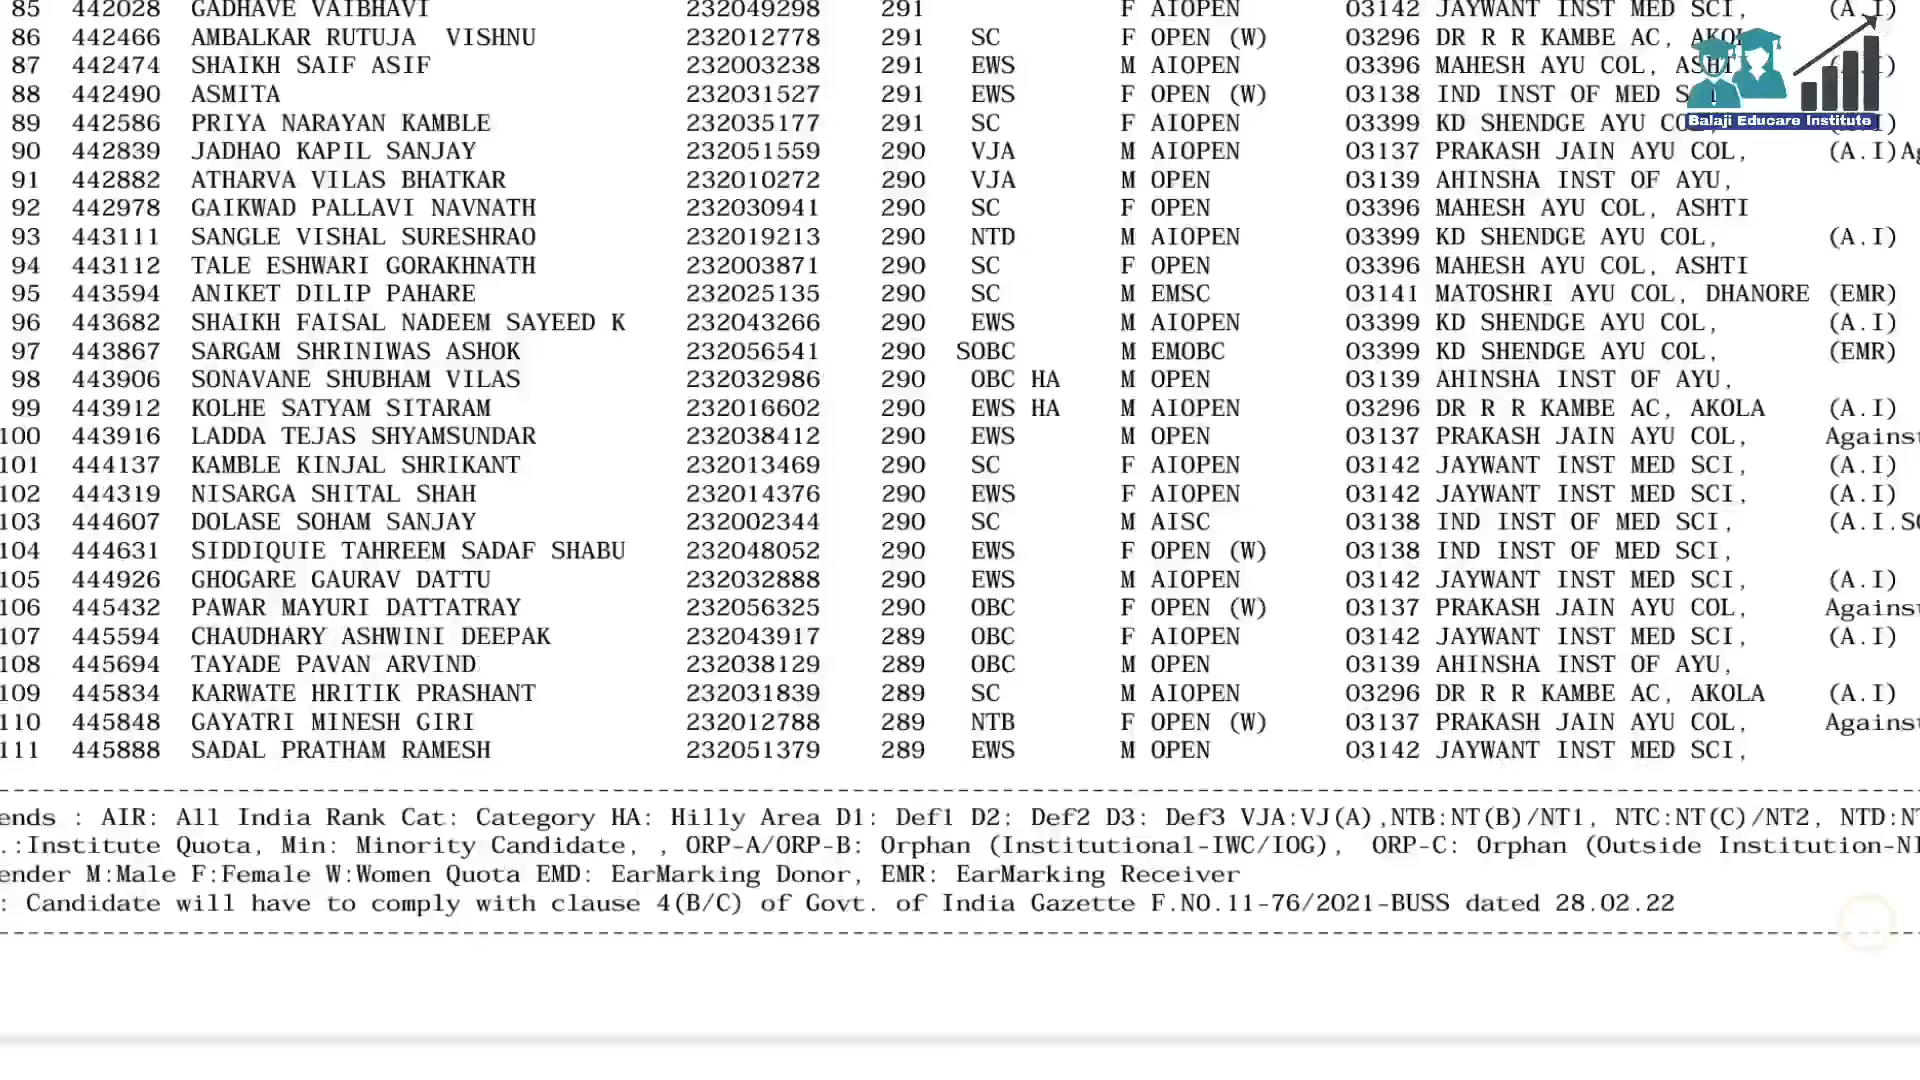 85 442028 GADHAVE VAIBHAVI 232049298 291 F AIOPEN 03142 JAYWANT INST MED SCI, (A.I)
86 442466 AMBALKAR RUTUJA VISHNU 232012778 291 SC F OPEN (W) 03296 DR R R KAMBE AC, AKOLA
87 442474 SHAIKH SAIF ASIF 232003238 291 EWS M AIOPEN 03396 MAHESH AYU COL, ASHTI (A.I)
88 442490 ASMITA 232031527 291 EWS F OPEN (W) 03138 IND INST OF MED SCI,
89 442586 PRIYA NARAYAN KAMBLE 232035177 291 SC F AIOPEN 03399 KD SHENDGE AYU COL, (A.I)
Balaji Educare Institute
90 442839 JADHAO KAPIL SANJAY 232051559 290 VJA M AIOPEN 03137 PRAKASH JAIN AYU COL, (A.I)Ag
91 442882 ATHARVA VILAS BHATKAR 232010272 290 VJA M OPEN 03139 AHINSHA INST OF AYU,
92 442978 GAIKWAD PALLAVI NAVNATH 232030941 290 SC F OPEN 03396 MAHESH AYU COL, ASHTI
93 443111 SANGLE VISHAL SURESHRAO 232019213 290 NTD M AIOPEN 03399 KD SHENDGE AYU COL, (A.I)
94 443112 TALE ESHWARI GORAKHNATH 232003871 290 SC F OPEN 03396 MAHESH AYU COL, ASHTI
95 443594 ANIKET DILIP PAHARE 232025135 290 SC M EMSC 03141 MATOSHRI AYU COL, DHANORE (EMR)
96 443682 SHAIKH FAISAL NADEEM SAYEED K 232043266 290 EWS M AIOPEN 03399 KD SHENDGE AYU COL, (A.I)
97 443867 SARGAM SHRINIWAS ASHOK 232056541 290 SOBC M EMOBC 03399 KD SHENDGE AYU COL, (EMR)
98 443906 SONAVANE SHUBHAM VILAS 232032986 290 OBC HA M OPEN 03139 AHINSHA INST OF AYU,
99 443912 KOLHE SATYAM SITARAM 232016602 290 EWS HA M AIOPEN 03296 DR R R KAMBE AC, AKOLA (A.I)
100 443916 LADDA TEJAS SHYAMSUNDAR 232038412 290 EWS M OPEN 03137 PRAKASH JAIN AYU COL, Against
101 444137 KAMBLE KINJAL SHRIKANT 232013469 290 SC F AIOPEN 03142 JAYWANT INST MED SCI, (A.I)
102 444319 NISARGA SHITAL SHAH 232014376 290 EWS F AIOPEN 03142 JAYWANT INST MED SCI, (A.I)
103 444607 DOLASE SOHAM SANJAY 232002344 290 SC M AISC 03138 IND INST OF MED SCI, (A.I.SC
104 444631 SIDDIQUIE TAHREEM SADAF SHABU 232048052 290 EWS F OPEN (W) 03138 IND INST OF MED SCI,
105 444926 GHOGARE GAURAV DATTU 232032888 290 EWS M AIOPEN 03142 JAYWANT INST MED SCI, (A.I)
106 445432 PAWAR MAYURI DATTATRAY 232056325 290 OBC F OPEN (W) 03137 PRAKASH JAIN AYU COL, Against
107 445594 CHAUDHARY ASHWINI DEEPAK 232043917 289 OBC F AIOPEN 03142 JAYWANT INST MED SCI, (A.I)
108 445694 TAYADE PAVAN ARVIND 232038129 289 OBC M OPEN 03139 AHINSHA INST OF AYU,
109 445834 KARWATE HRITIK PRASHANT 232031839 289 SC M AIOPEN 03296 DR R R KAMBE AC, AKOLA (A.I)
110 445848 GAYATRI MINESH GIRI 232012788 289 NTB F OPEN (W) 03137 PRAKASH JAIN AYU COL, Against
111 445888 SADAL PRATHAM RAMESH 232051379 289 EWS M OPEN 03142 JAYWANT INST MED SCI,
ends : AIR: All India Rank Cat: Category HA: Hilly Area D1: Def1 D2: Def2 D3: Def3 VJA:VJ(A),NTB:NT(B)/NT1, NTC:NT(C)/NT2, NTD:NT
.:Institute Quota, Min: Minority Candidate, , ORP-A/ORP-B: Orphan (Institutional-IWC/IOG), ORP-C: Orphan (Outside Institution-NI
ender M:Male F:Female W:Women Quota EMD: EarMarking Donor, EMR: EarMarking Receiver
: Candidate will have to comply with clause 4(B/C) of Govt. of India Gazette F.NO.11-76/2021-BUSS dated 28.02.22